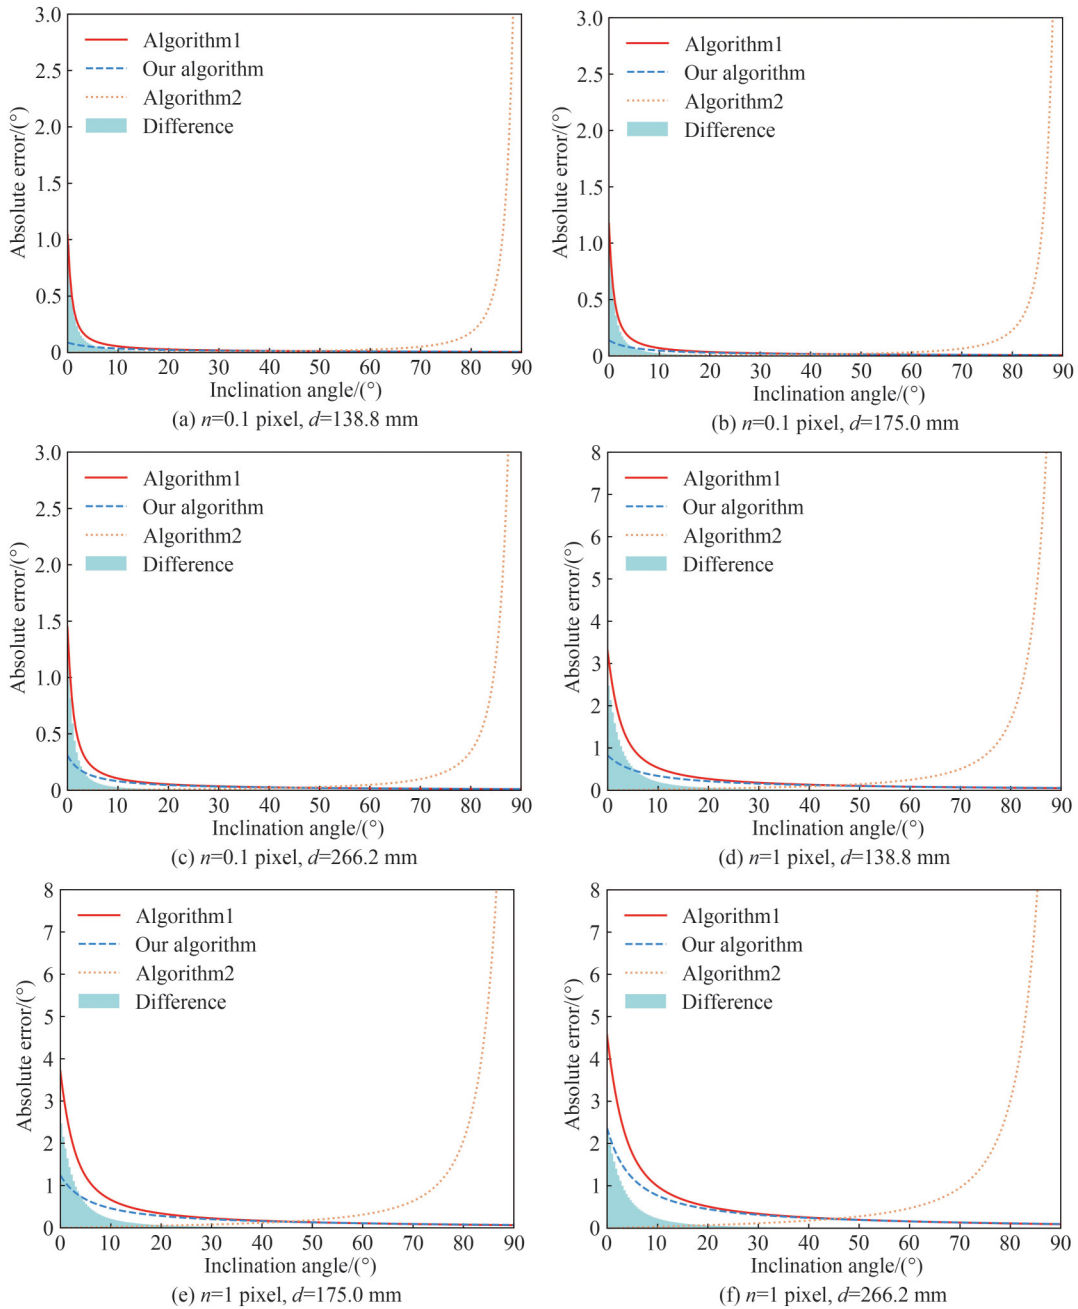 3.0
2.5
2.0
1.5
1.0
0.5
0
Absolute error/(°)
Algorithm1
Our algorithm
Algorithm2
Difference
0 10 20 30 40 50 60 70 80 90
Inclination angle/(°)
(a) n=0.1 pixel, d=138.8 mm
3.0
2.5
2.0
1.5
1.0
0.5
0
Absolute error/(°)
Algorithm1
Our algorithm
Algorithm2
Difference
0 10 20 30 40 50 60 70 80 90
Inclination angle/(°)
(b) n=0.1 pixel, d=175.0 mm
3.0
2.5
2.0
1.5
1.0
0.5
0
Absolute error/(°)
Algorithm1
Our algorithm
Algorithm2
Difference
0 10 20 30 40 50 60 70 80 90
Inclination angle/(°)
(c) n=0.1 pixel, d=266.2 mm
8
7
6
5
4
3
2
1
0
Absolute error/(°)
Algorithm1
Our algorithm
Algorithm2
Difference
0 10 20 30 40 50 60 70 80 90
Inclination angle/(°)
(d) n=1 pixel, d=138.8 mm
8
7
6
5
4
3
2
1
0
Absolute error/(°)
Algorithm1
Our algorithm
Algorithm2
Difference
0 10 20 30 40 50 60 70 80 90
Inclination angle/(°)
(e) n=1 pixel, d=175.0 mm
8
7
6
5
4
3
2
1
0
Absolute error/(°)
Algorithm1
Our algorithm
Algorithm2
Difference
0 10 20 30 40 50 60 70 80 90
Inclination angle/(°)
(f) n=1 pixel, d=266.2 mm